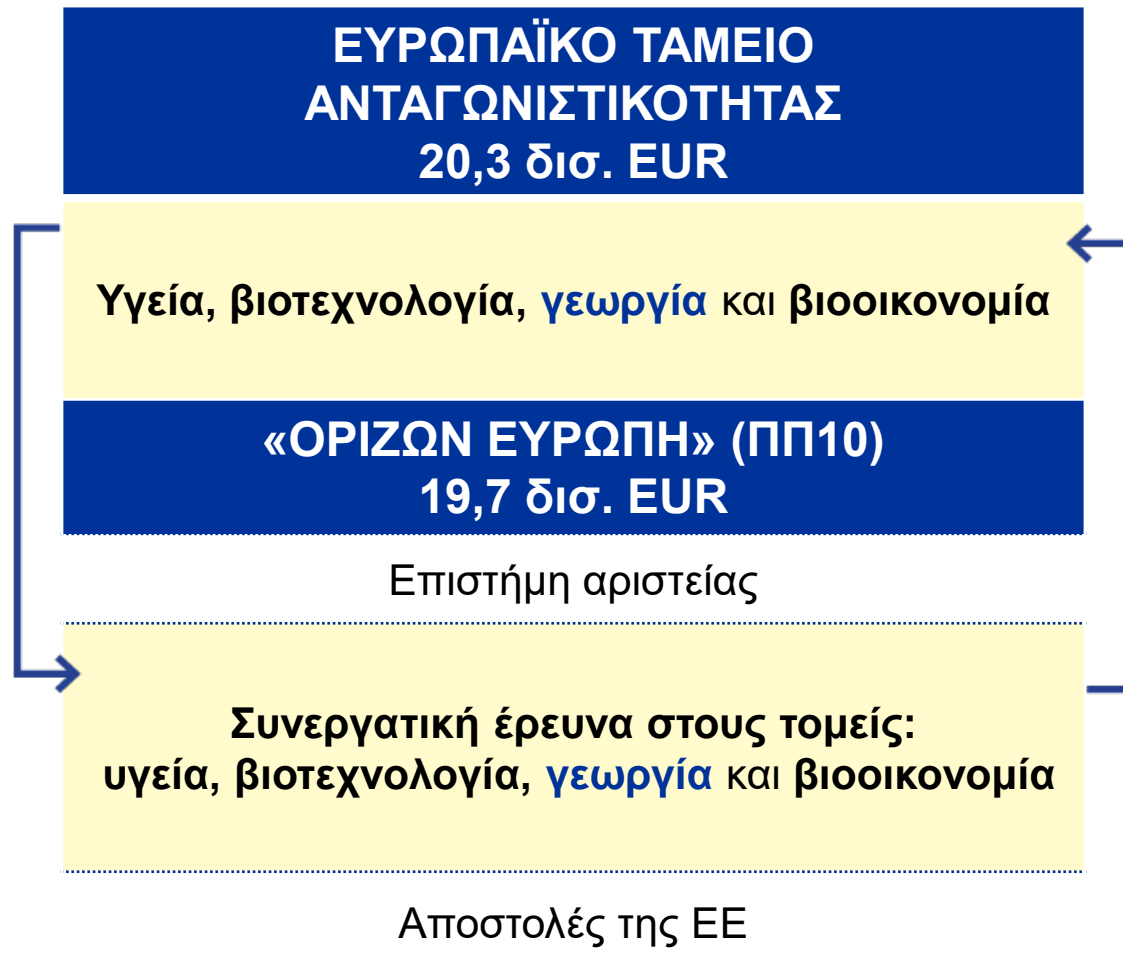 ΕΥΡΩΠΑΪΚΟ ΤΑΜΕΙΟ
ΑΝΤΑΓΩΝΙΣΤΙΚΟΤΗΤΑΣ
20,3 δισ. EUR
Υγεία, βιοτεχνολογία, γεωργία και βιοοικονομία
«ΟΡΙΖΩΝ ΕΥΡΩΠΗ» (ΠΠ10)
19,7 δισ. EUR
Επιστήμη αριστείας
Συνεργατική έρευνα στους τομείς:
υγεία, βιοτεχνολογία, γεωργία και βιοοικονομία
Αποστολές της ΕΕ